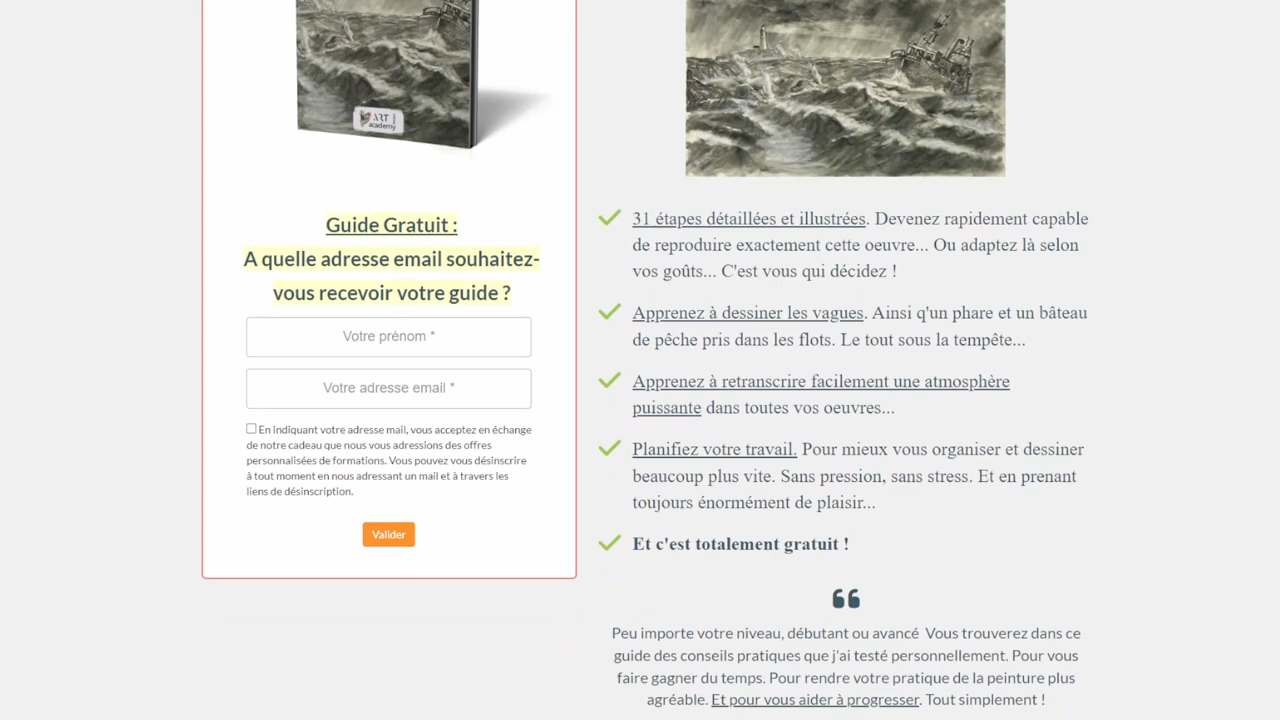 ART
academy
Guide Gratuit :
A quelle adresse email souhaitez-
vous recevoir votre guide ?
Votre prénom *
Votre adresse email *
En indiquant votre adresse mail, vous acceptez en échange
de notre cadeau que nous vous adressions des offres
personnalisées de formations. Vous pouvez vous désinscrire
à tout moment en nous adressant un mail et à travers les
liens de désinscription.
Valider
31 étapes détaillées et illustrées. Devenez rapidement capable
de reproduire exactement cette oeuvre... Ou adaptez là selon
vos goûts... C'est vous qui décidez !
Apprenez à dessiner les vagues. Ainsi qu'un phare et un bâteau
de pêche pris dans les flots. Le tout sous la tempête...
Apprenez à retranscrire facilement une atmosphère
puissante dans toutes vos oeuvres...
Planifiez votre travail. Pour mieux vous organiser et dessiner
beaucoup plus vite. Sans pression, sans stress. Et en prenant
toujours énormément de plaisir...
Et c'est totalement gratuit !
Peu importe votre niveau, débutant ou avancé  Vous trouverez dans ce
guide des conseils pratiques que j'ai testé personnellement. Pour vous
faire gagner du temps. Pour rendre votre pratique de la peinture plus
agréable. Et pour vous aider à progresser. Tout simplement !